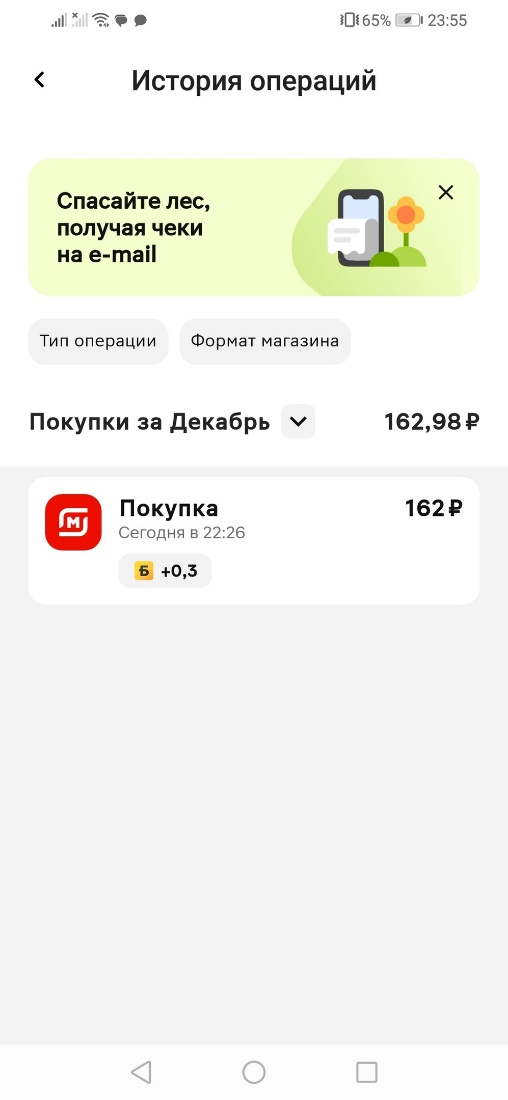 65% 23:55
История операций
Спасайте лес,
получая чеки
на e-mail
Тип операции Формат магазина
Покупки за Декабрь 162,98 ₽
М Покупка 162 ₽
Сегодня в 22:26
Б +0,3